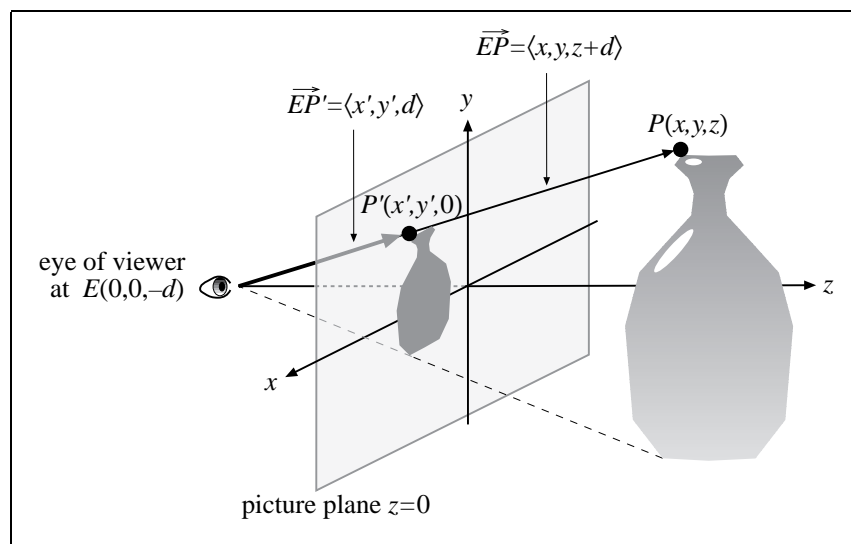 EP=⟨x,y,z+d⟩
EP'=⟨x',y',d⟩
y
P(x,y,z)
P'(x',y',0)
eye of viewer
at E(0,0,–d)
z
x
picture plane z=0